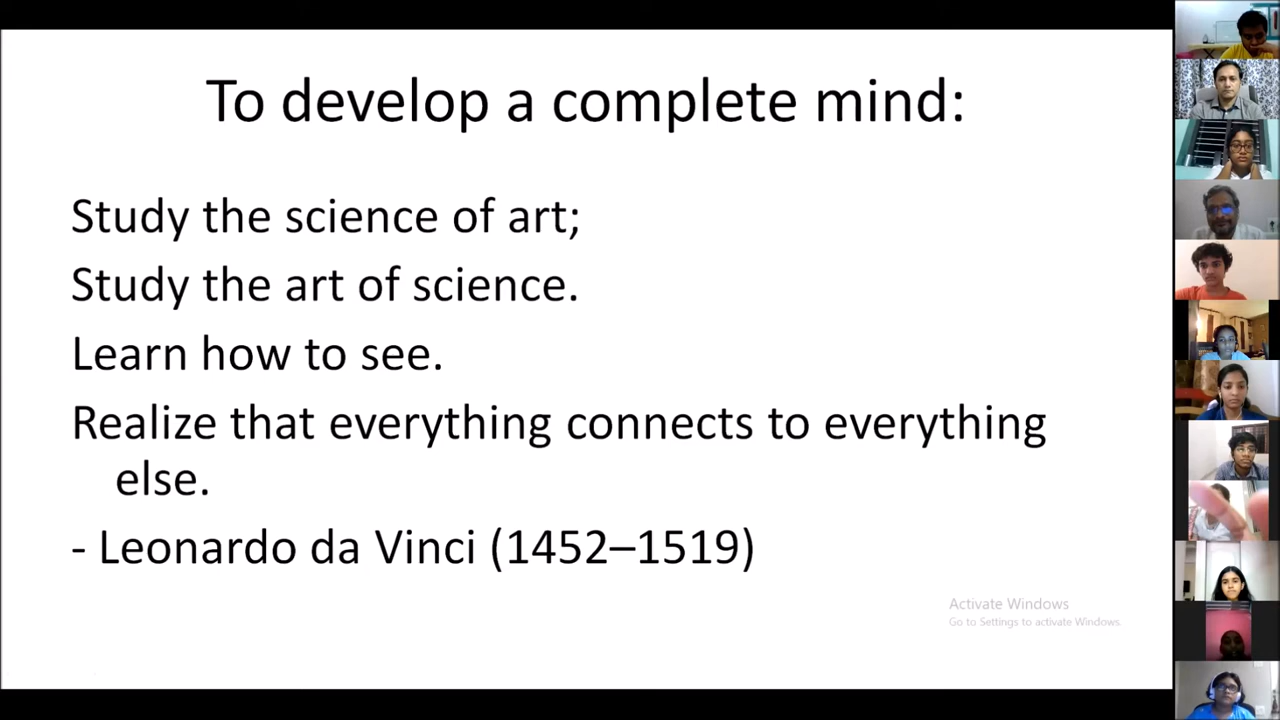 To develop a complete mind:
Study the science of art;
Study the art of science.
Learn how to see.
Realize that everything connects to everything
else.
- Leonardo da Vinci (1452–1519)
Activate Windows
Go to Settings to activate Windows.